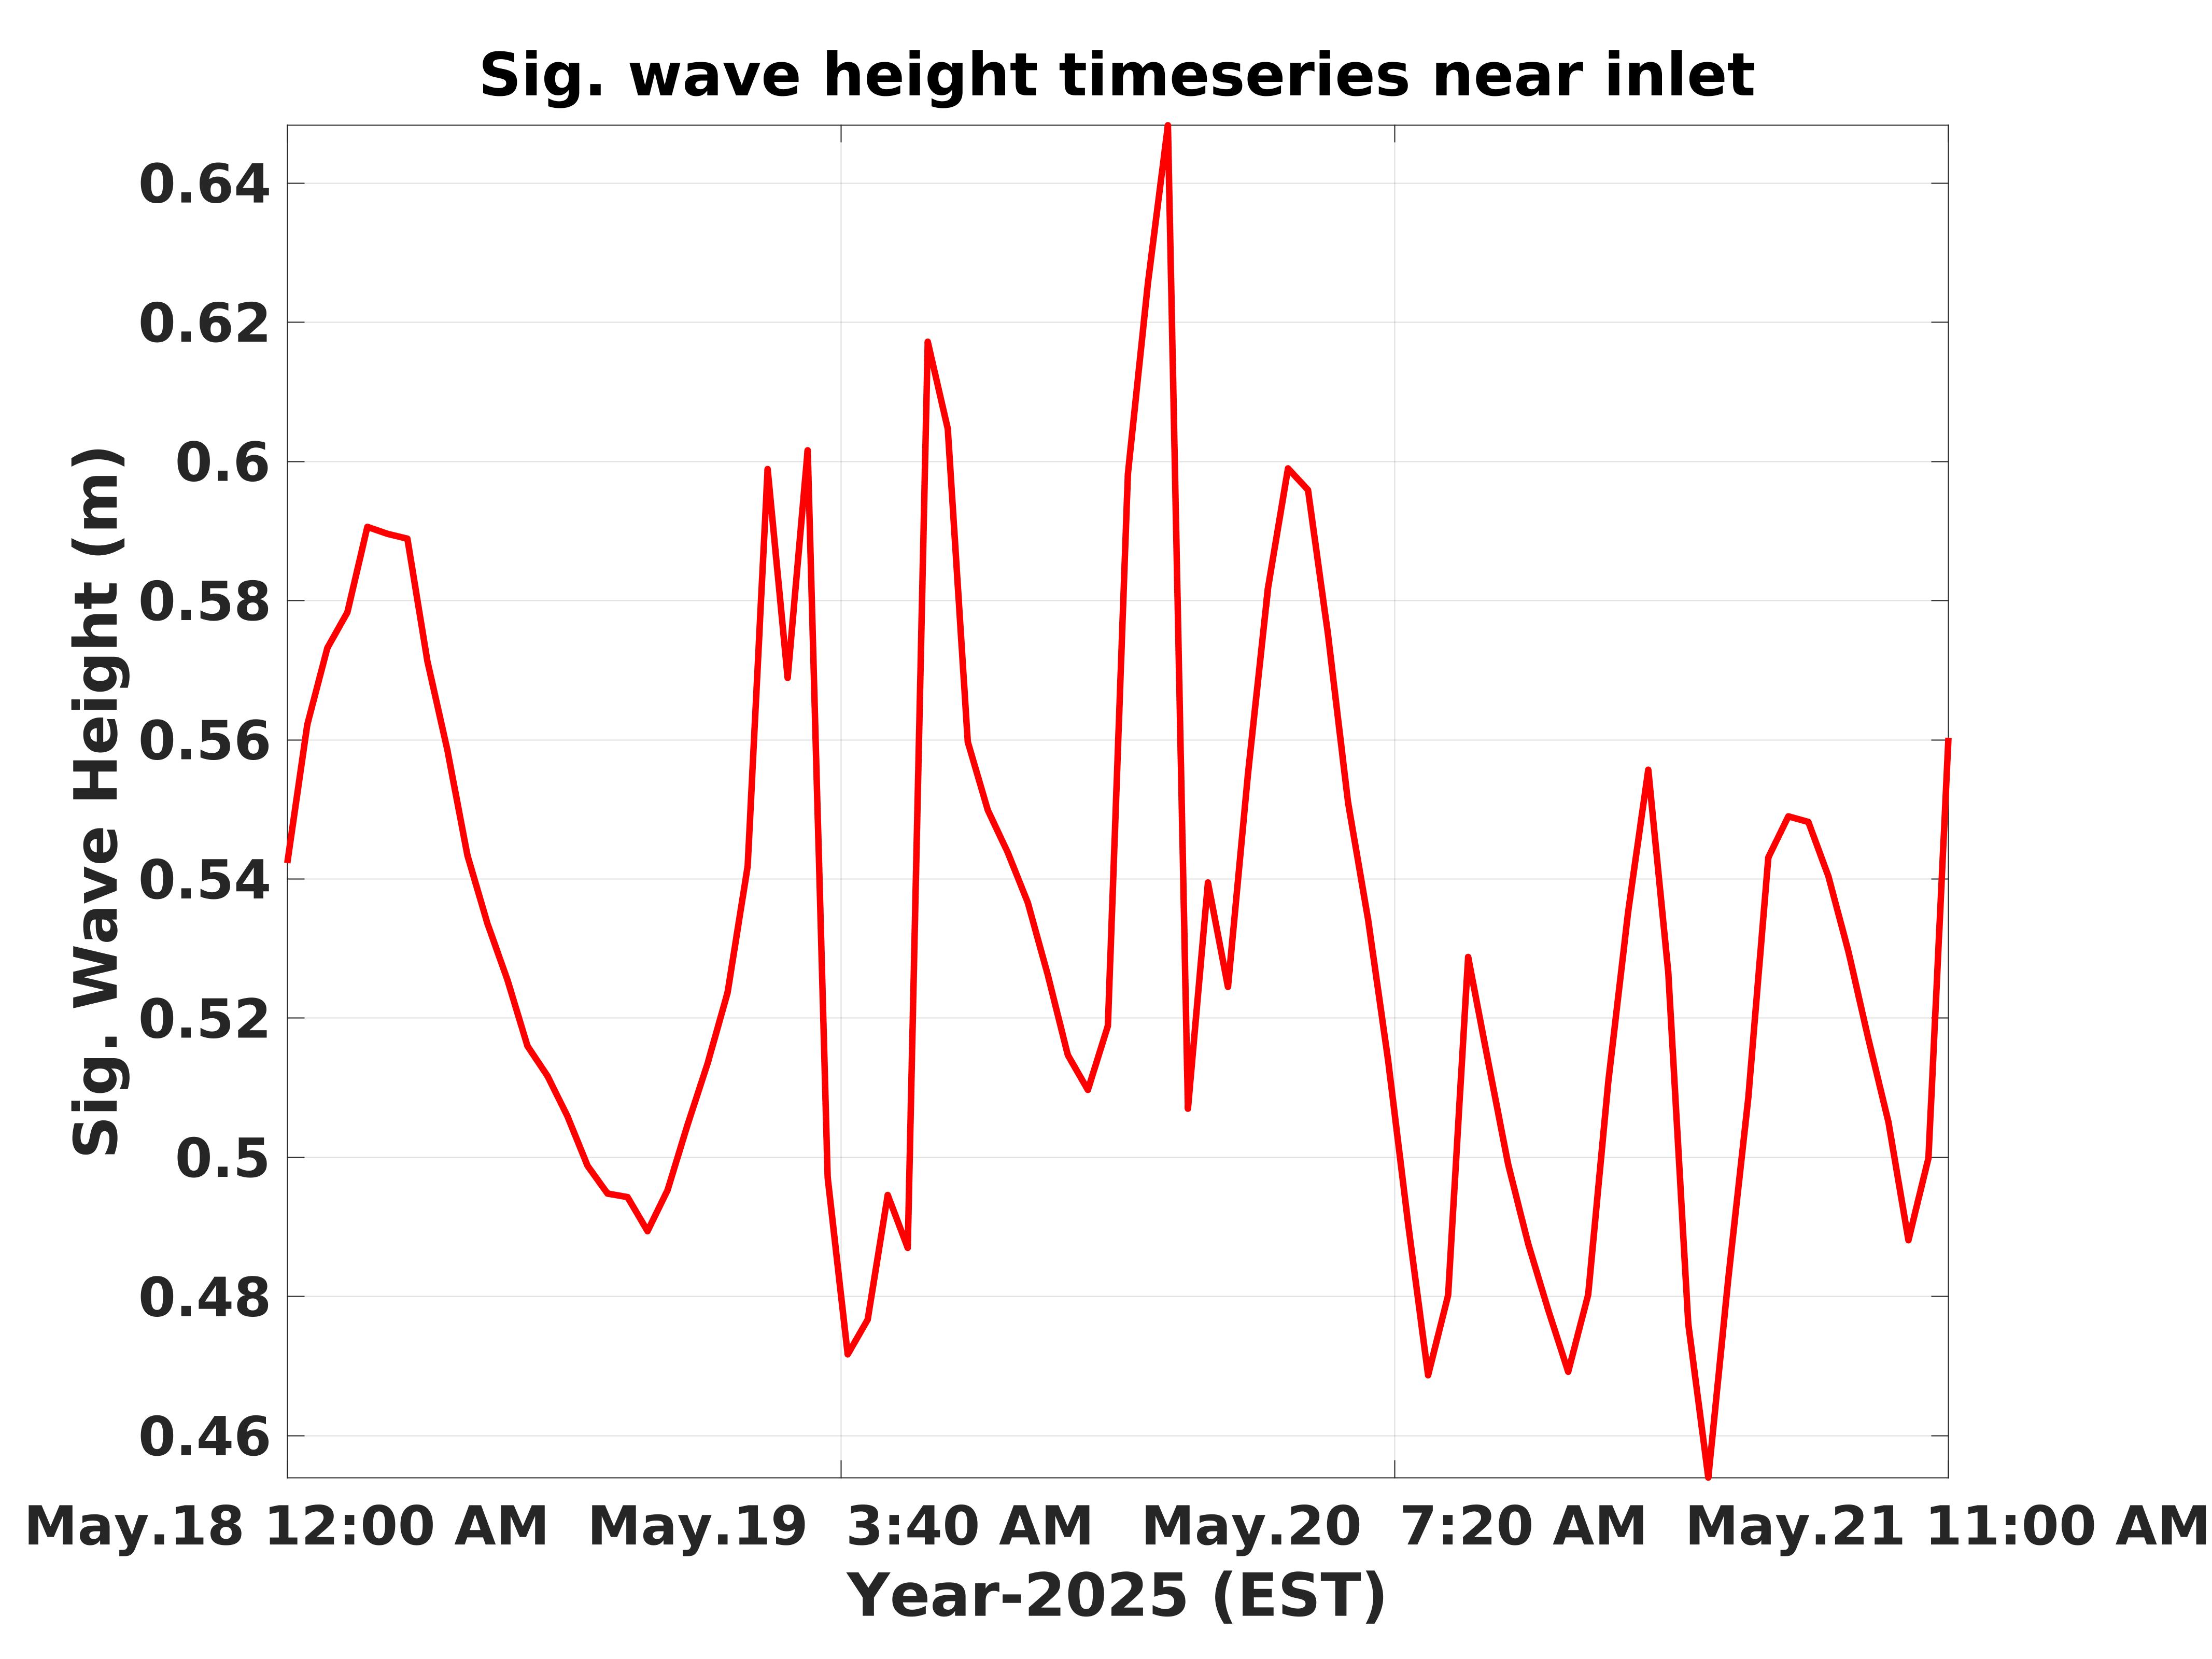 Sig. wave height timeseries near inlet
Sig. Wave Height (m)
0.64
0.62
0.6
0.58
0.56
0.54
0.52
0.5
0.48
0.46
May.18 12:00 AM May.19 3:40 AM May.20 7:20 AM May.21 11:00 AM
Year-2025 (EST)